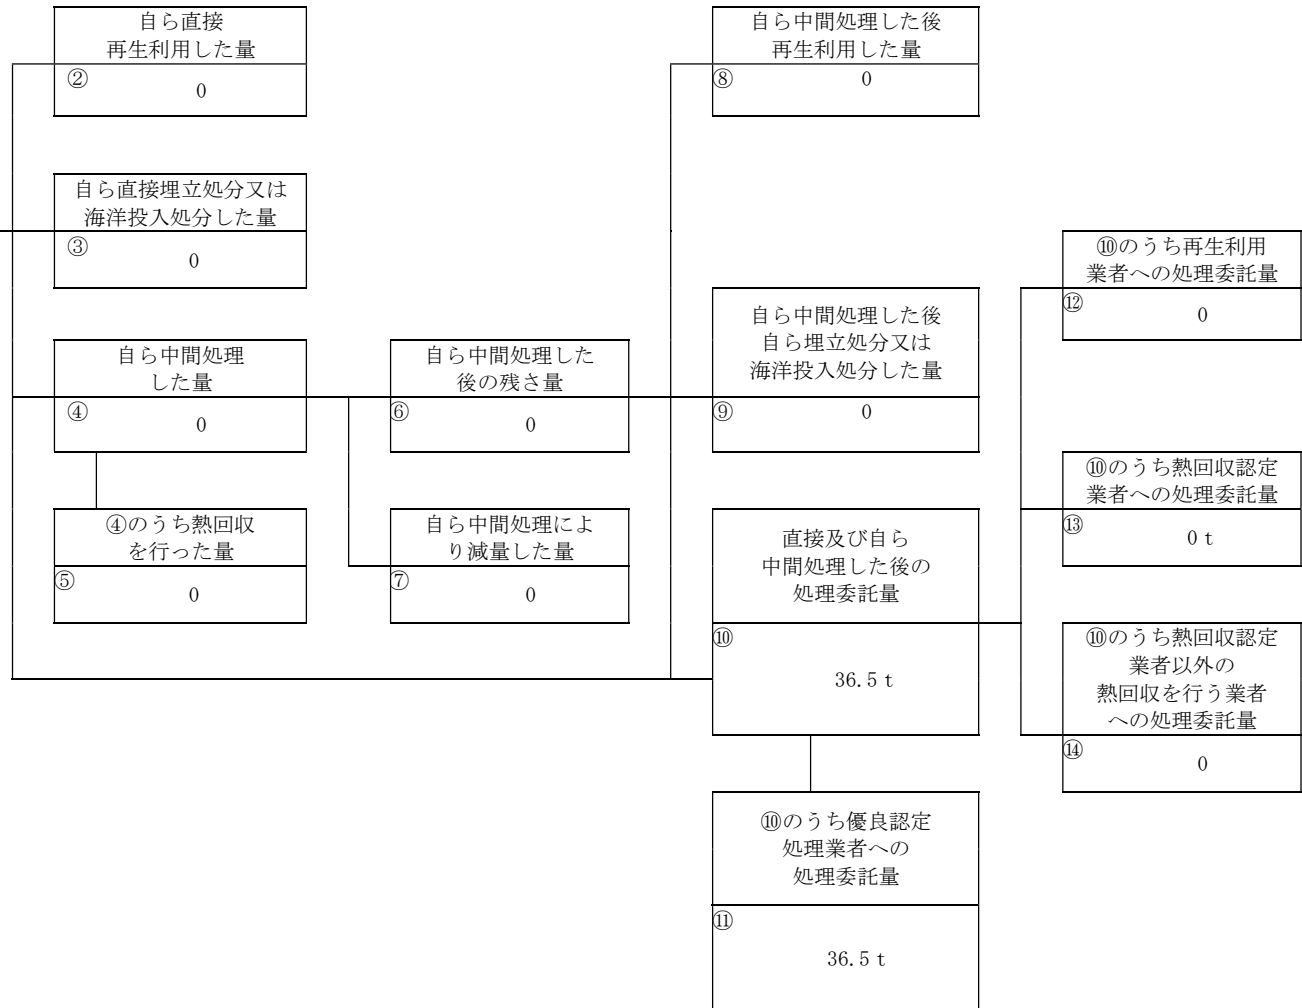 自ら直接
再生利用した量
②
0
自ら中間処理した後
再生利用した量
⑧
0
自ら直接埋立処分又は
海洋投入処分した量
③
0
⑩のうち再生利用
業者への処理委託量
⑫
0
自ら中間処理した後
自ら埋立処分又は
海洋投入処分した量
⑨
0
自ら中間処理
した量
④
0
自ら中間処理した
後の残さ量
⑥
0
⑩のうち熱回収認定
業者への処理委託量
⑬
0 t
④のうち熱回収
を行った量
⑤
0
自ら中間処理によ
り減量した量
⑦
0
直接及び自ら
中間処理した後の
処理委託量
⑩
36.5 t
⑩のうち熱回収認定
業者以外の
熱回収を行う業者
への処理委託量
⑭
0
⑩のうち優良認定
処理業者への
処理委託量
⑪
36.5 t